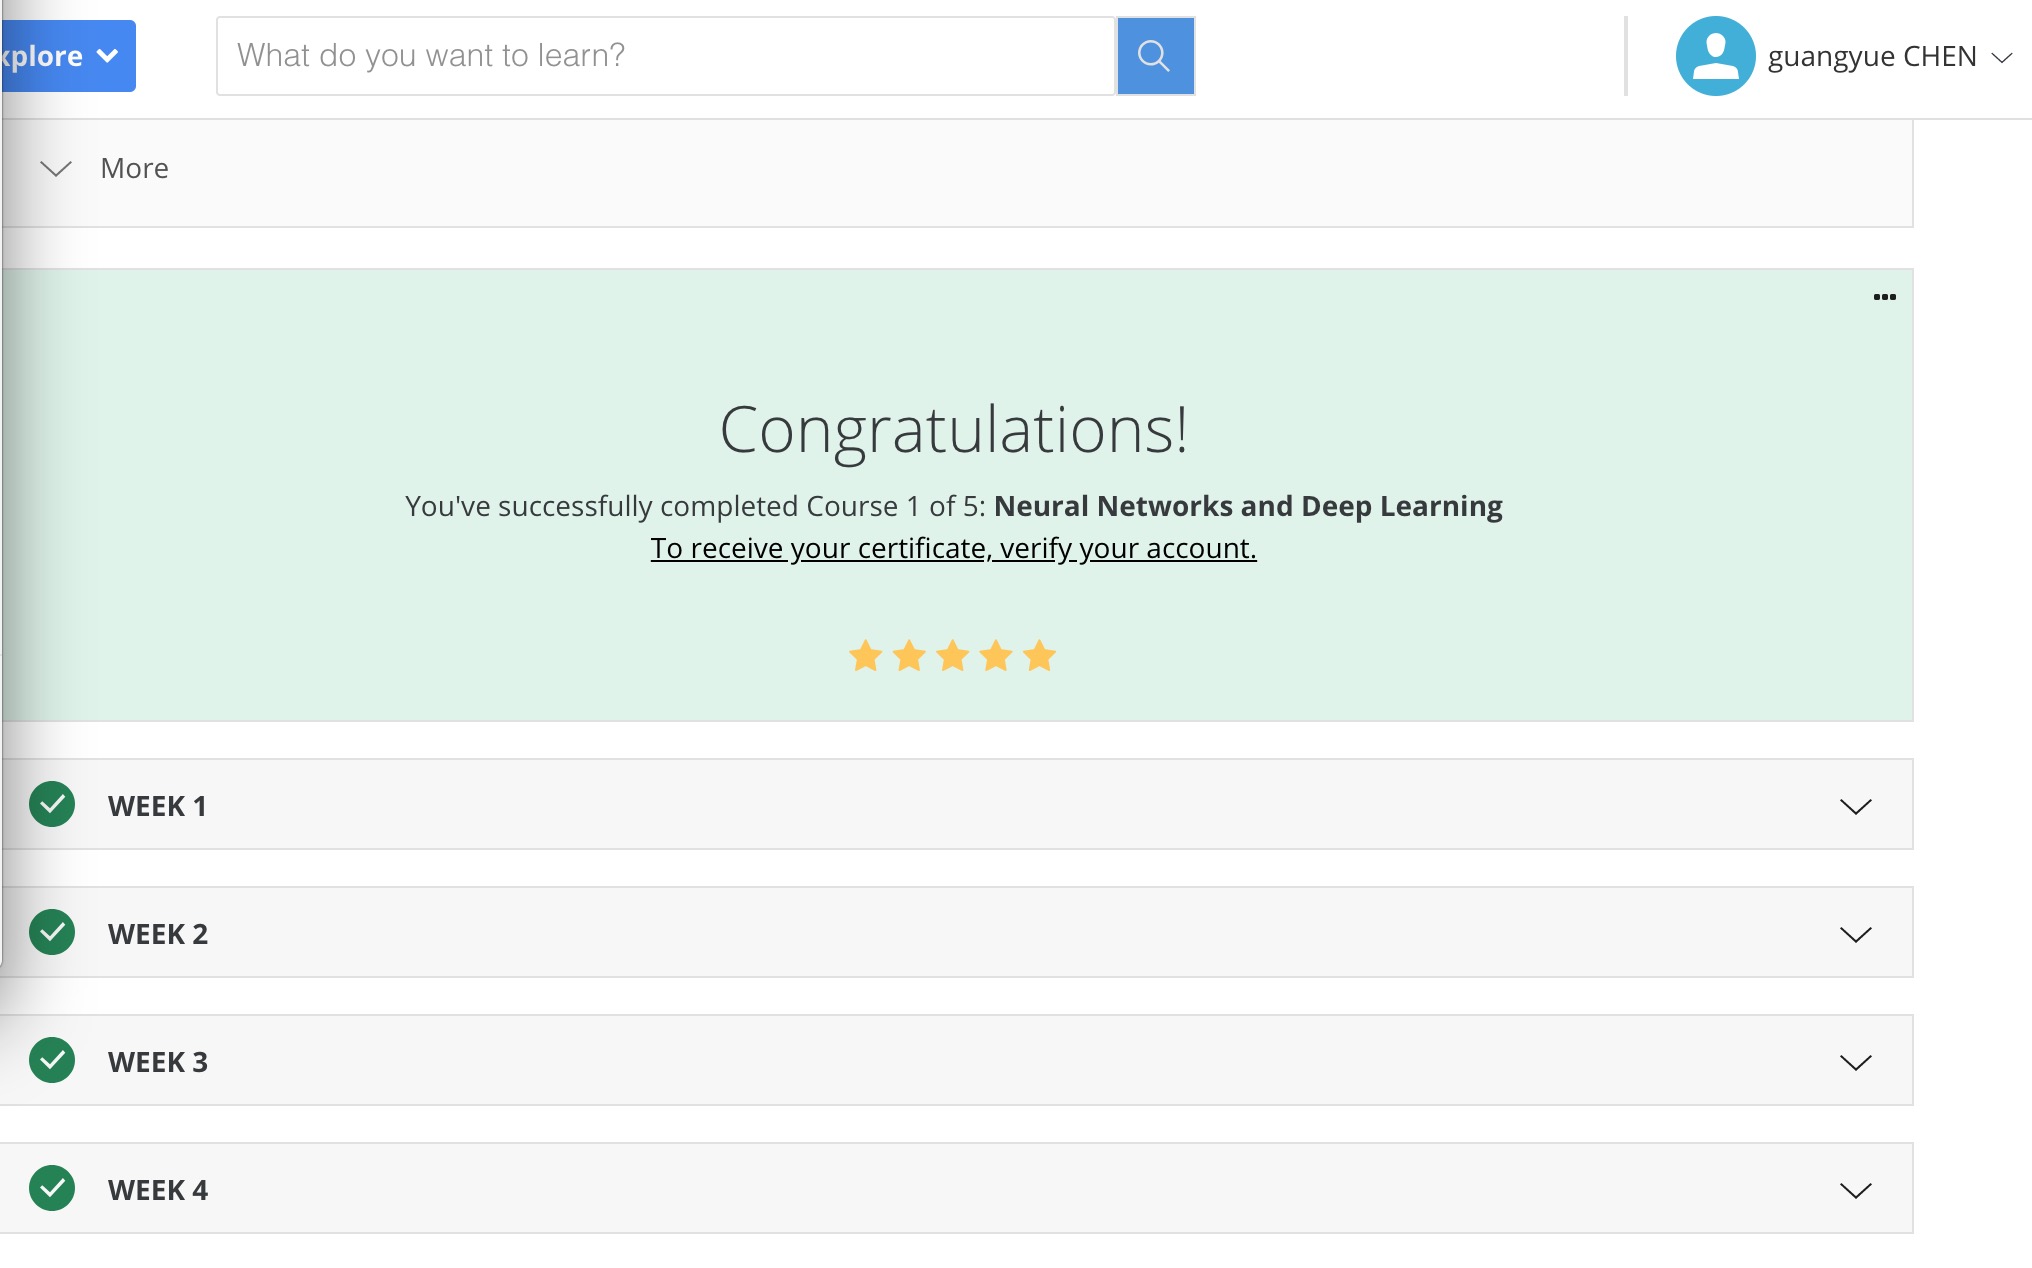 xplore
What do you want to learn?
guangyue CHEN
More
Congratulations!
You've successfully completed Course 1 of 5: Neural Networks and Deep Learning
To receive your certificate, verify your account.
WEEK 1
WEEK 2
WEEK 3
WEEK 4